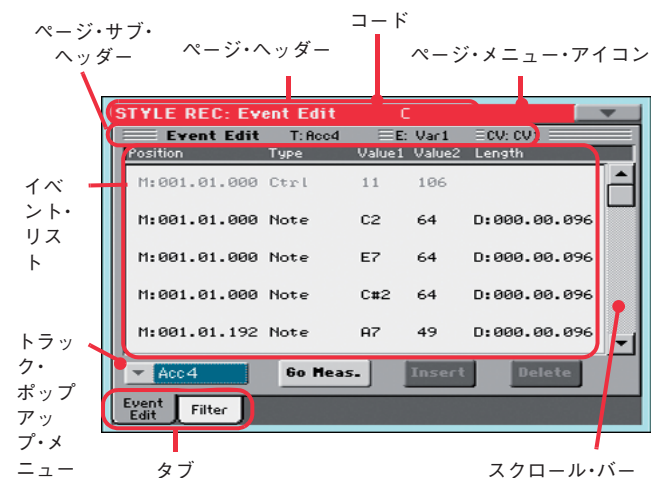 ページ・サブ・
ヘッダー
ページ・ヘッダー
コード
ページ・メニュー・アイコン
STYLE REC: Event Edit C
Event Edit T:Acc4 E: Var1 CV: CV1
Position Type Value1 Value2 Length
M:001.01.000 Ctrl 11 106
M:001.01.000 Note C2 64 D:000.00.096
M:001.01.000 Note E7 64 D:000.00.096
M:001.01.000 Note C#2 64 D:000.00.096
M:001.01.192 Note A7 49 D:000.00.096
イベ
ント・
リス
ト
トラッ
ク・
ポップ
アッ
プ・メ
ニュー
Acc4 Go Meas. Insert Delete
Event
Edit
Filter
タブ
スクロール・バー